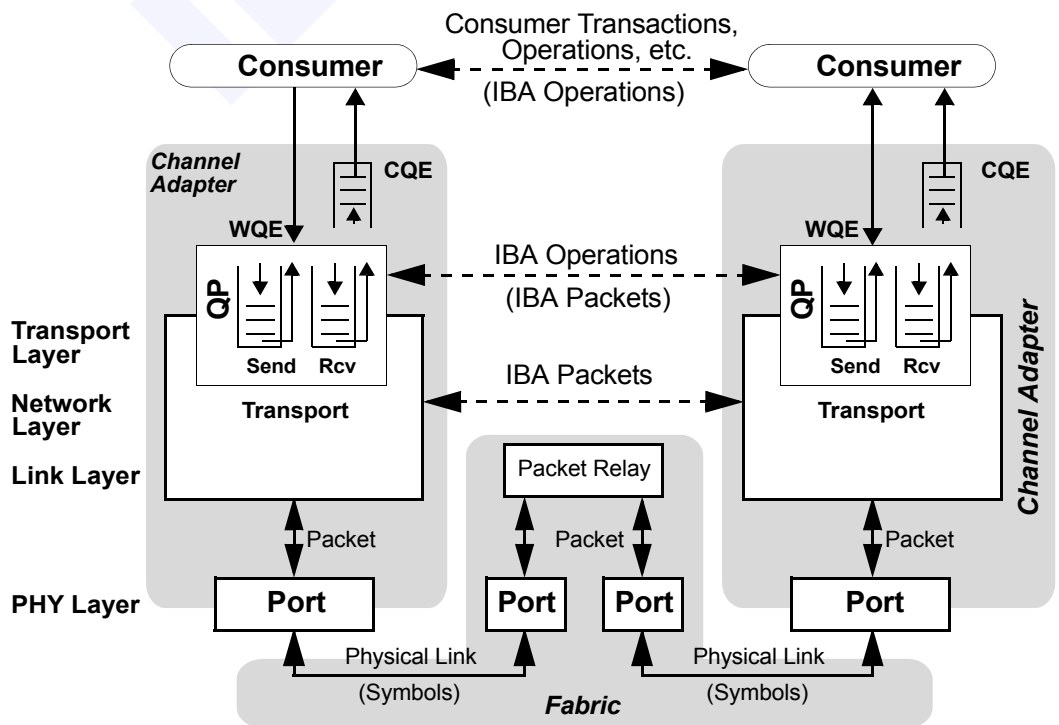 Consumer Transactions,
Operations, etc.
(IBA Operations)
Consumer
Consumer
Channel
Adapter
CQE
WQE
QP
Send
Rcv
Transport
IBA Operations
(IBA Packets)
IBA Packets
CQE
WQE
QP
Send
Rcv
Transport
Channel Adapter
Transport
Layer
Network
Layer
Link Layer
PHY Layer
Packet Relay
Packet
Packet
Packet
Port
Port
Port
Port
Physical Link
(Symbols)
Physical Link
(Symbols)
Fabric